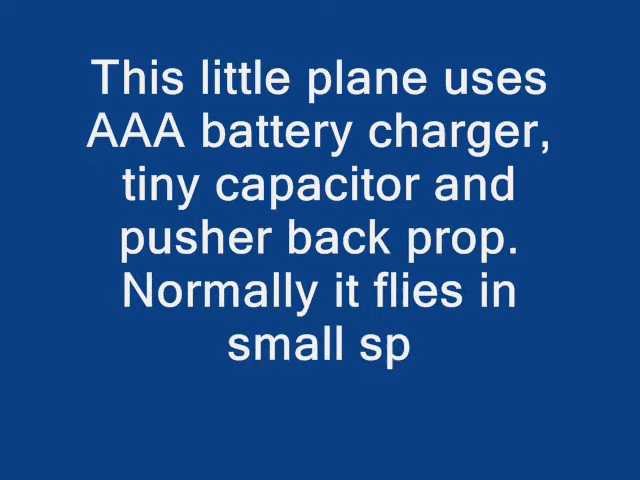 This little plane uses
AAA battery charger,
tiny capacitor and
pusher back prop.
Normally it flies in
small sp